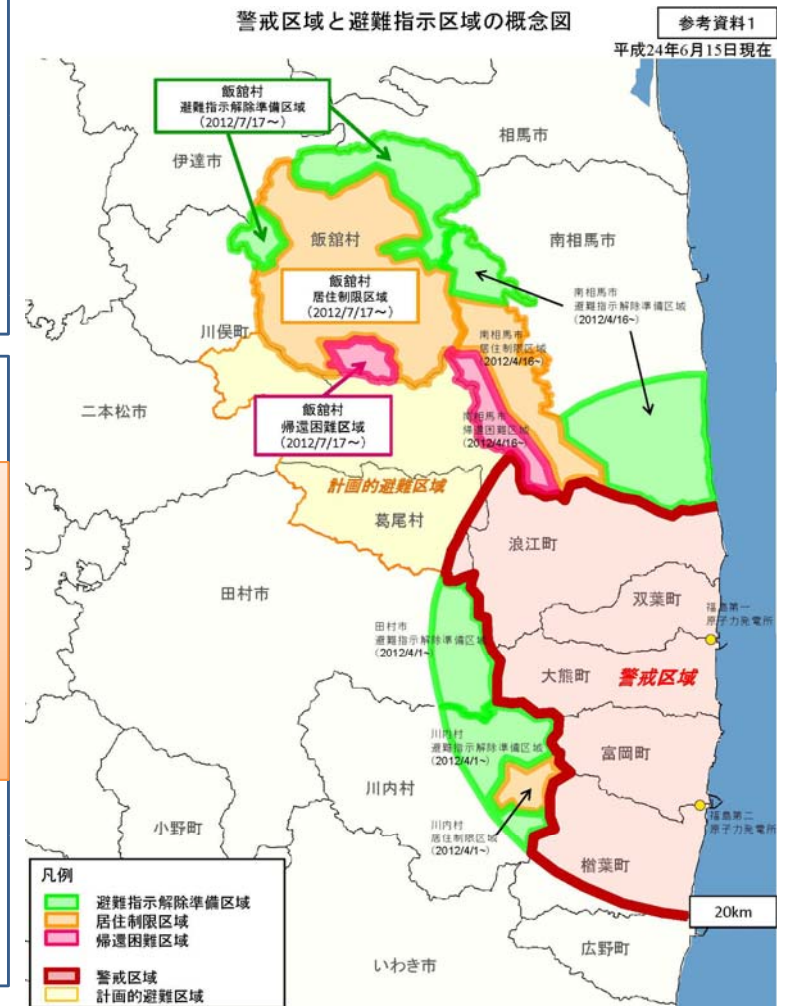 警戒区域と避難指示区域の概念図
参考資料1
平成24年6月15日現在
飯舘村
避難指示解除準備区域
(2012/7/17～)
相馬市
伊達市
飯舘村
南相馬市
飯舘村
居住制限区域
(2012/7/17～)
南相馬市
避難指示解除準備区域
(2012/4/16~)
川俣町
南相馬市
居住制限区域
(2012/4/16~)
二本松市
飯舘村
帰還困難区域
(2012/7/17～)
南相馬市
帰還困難区域
(2012/4/16~)
計画的避難区域
葛尾村
浪江町
田村市
双葉町
福島第一
原子力発電所
田村市
避難指示解除準備区域
(2012/4/1~)
大熊町
警戒区域
川内村
避難指示解除準備区域
(2012/4/1~)
富岡町
川内村
福島第二
原子力発電所
小野町
川内村
居住制限区域
(2012/4/1~)
楢葉町
凡例
避難指示解除準備区域
居住制限区域
帰還困難区域
警戒区域
計画的避難区域
20km
広野町
いわき市